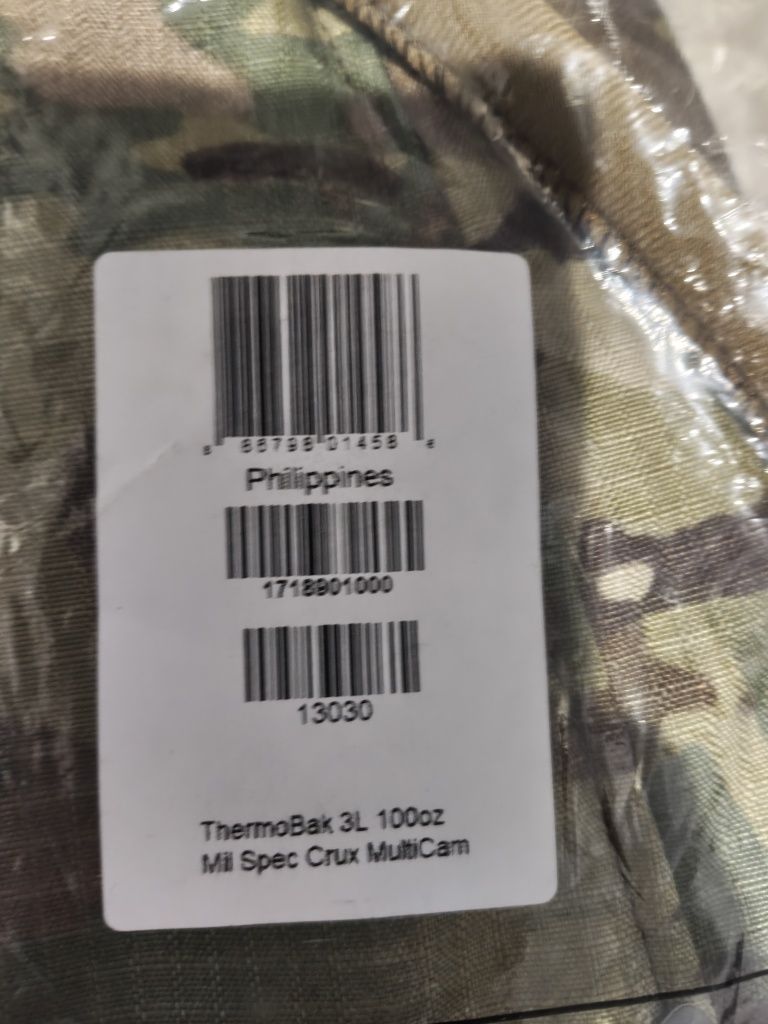 8 86798 01458 6
Philippines
1718901000
13030
ThermoBak 3L 100oz
Mil Spec Crux MultiCam